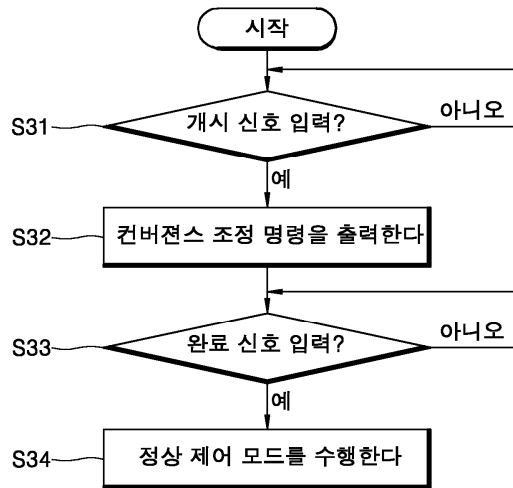 시작
S31
개시 신호 입력?
아니오
예
S32
컨버젼스 조정 명령을 출력한다
S33
완료 신호 입력?
아니오
예
S34
정상 제어 모드를 수행한다